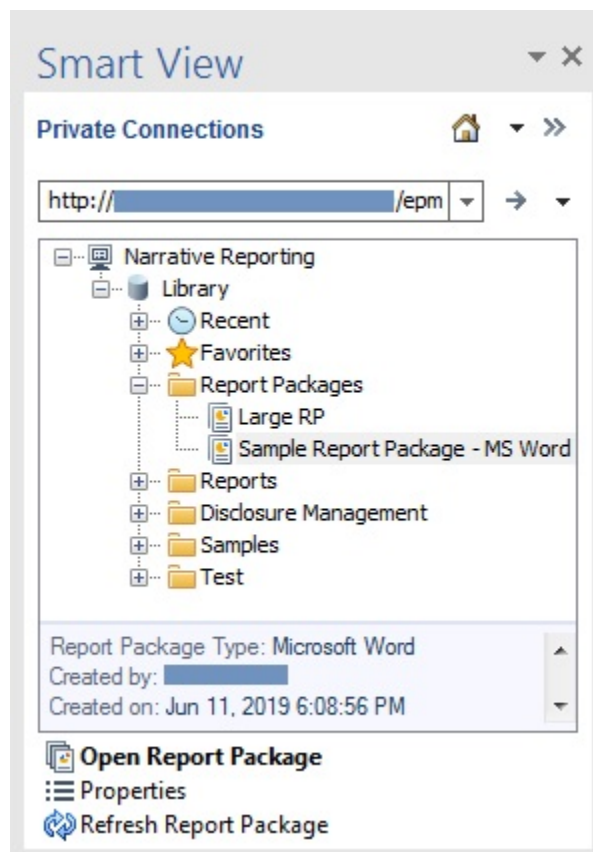 Smart View
Private Connections
http:// /epm
Narrative Reporting
Library
Recent
Favorites
Report Packages
Large RP
Sample Report Package - MS Word
Reports
Disclosure Management
Samples
Test
Report Package Type: Microsoft Word
Created by:
Created on: Jun 11, 2019 6:08:56 PM
Open Report Package
Properties
Refresh Report Package